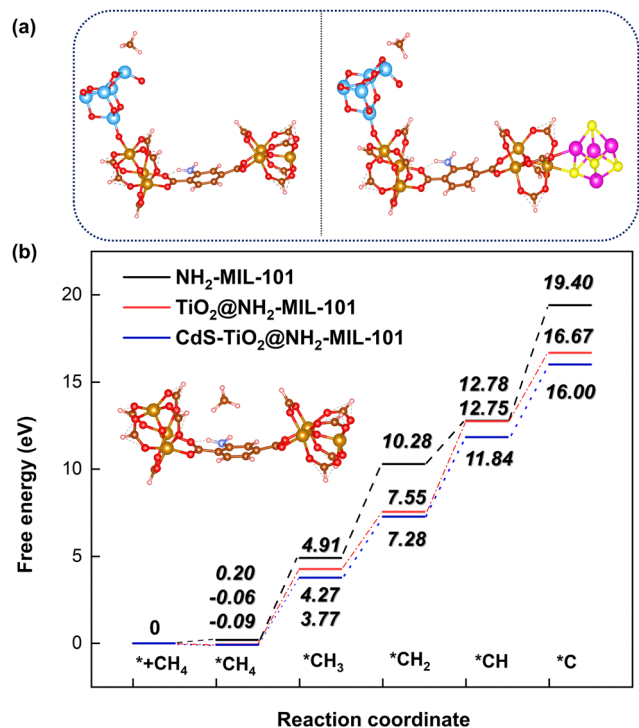 (a)
(b)
NH₂-MIL-101
TiO₂@NH₂-MIL-101
CdS-TiO₂@NH₂-MIL-101
Free energy (eV)
20
15
10
5
0
0
0.20
-0.06
-0.09
4.91
4.27
3.77
10.28
7.55
7.28
12.78
12.75
11.84
19.40
16.67
16.00
*+CH₄
*CH₄
*CH₃
*CH₂
*CH
*C
Reaction coordinate